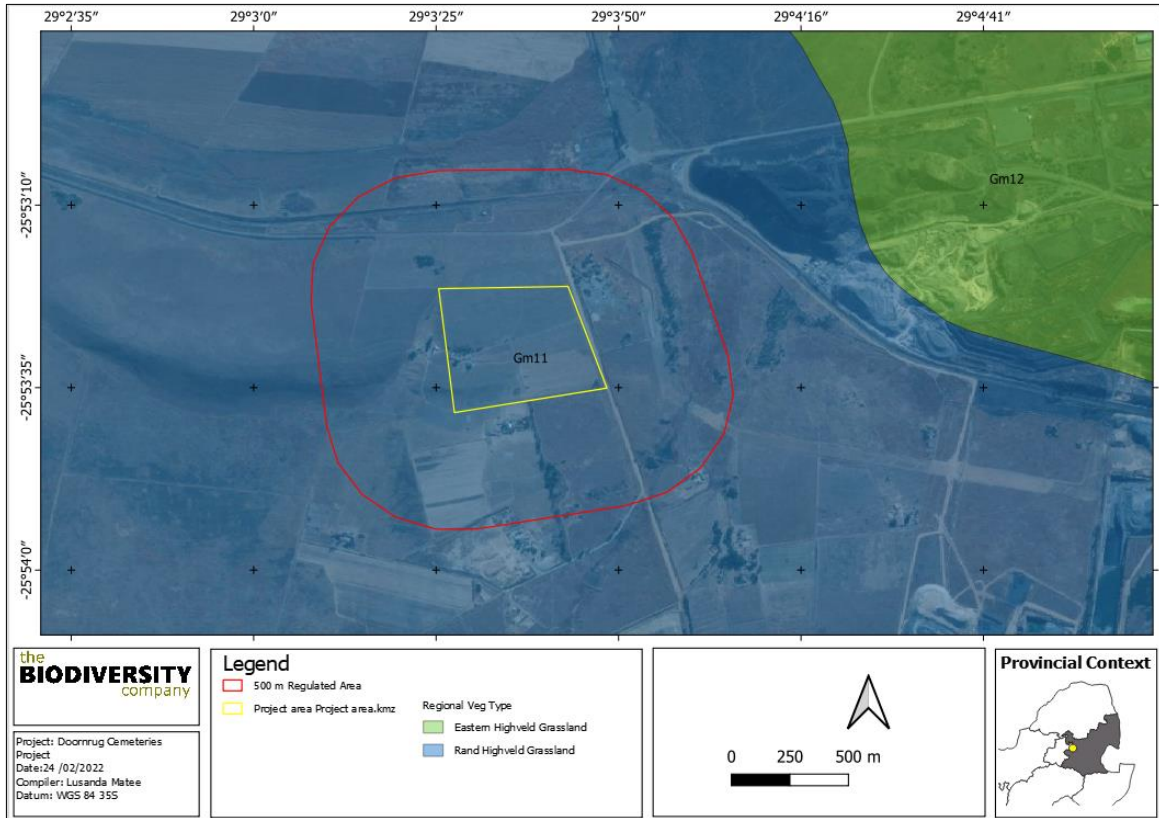 29°2'35" 29°3'0" 29°3'25" 29°3'50" 29°4'16" 29°4'41"
-25°53'10"
-25°53'35"
-25°54'0"
Gm12
Gm11
the
BIODIVERSITY
company
Project: Doornrug Cemeteries
Project
Date:24 /02/2022
Compiler: Lusanda Matee
Datum: WGS 84 35S
Legend
500 m Regulated Area
Project area Project area.kmz
Regional Veg Type
Eastern Highveld Grassland
Rand Highveld Grassland
0 250 500 m
Provincial Context